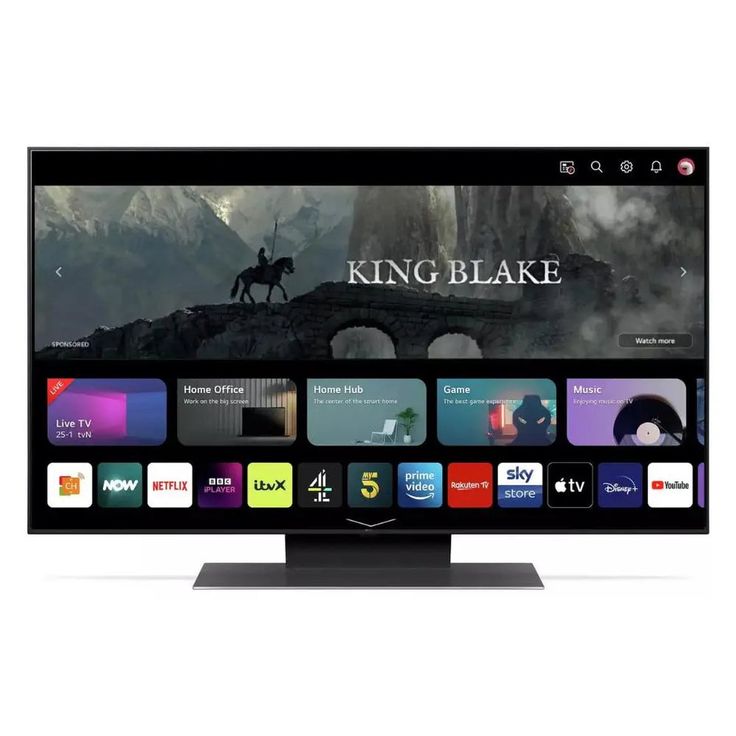 KING BLAKE
SPONSORED
Watch more
LIVE
Live TV
25-1 tvN
Home Office
Work on the big screen
Home Hub
The center of the smart home
Game
The best game experience
Music
Enjoying music on TV
CH
NOW
NETFLIX
BBC
iPLAYER
itvX
4
MY
5
prime
video
Rakuten TV
sky
store
tv
Disney+
YouTube